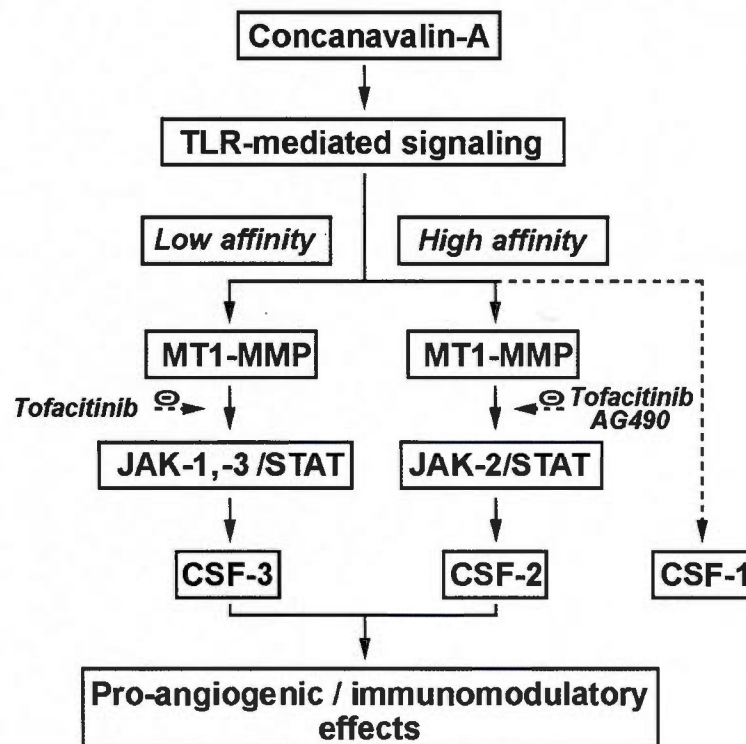 Concanavalin-A
TLR-mediated signaling
Low affinity
High affinity
MT1-MMP
MT1-MMP
Tofacitinib
Tofacitinib
AG490
JAK-1,-3/STAT
JAK-2/STAT
CSF-3
CSF-2
CSF-1
Pro-angiogenic / immunomodulatory
effects